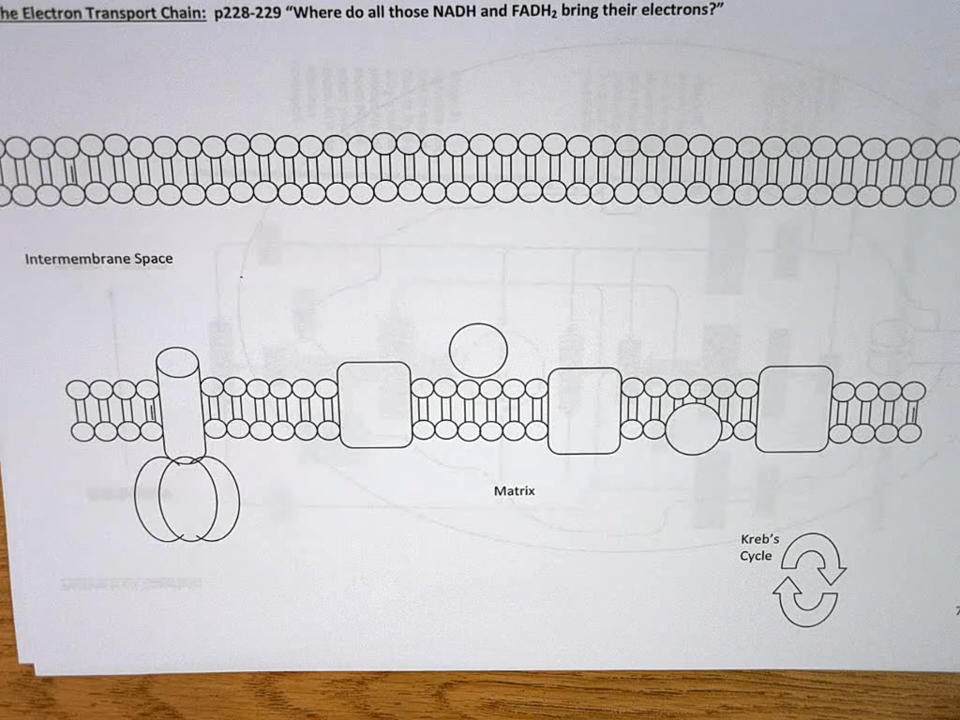 he Electron Transport Chain: p228-229 “Where do all those NADH and FADH₂ bring their electrons?”
Intermembrane Space
Matrix
Kreb’s
Cycle